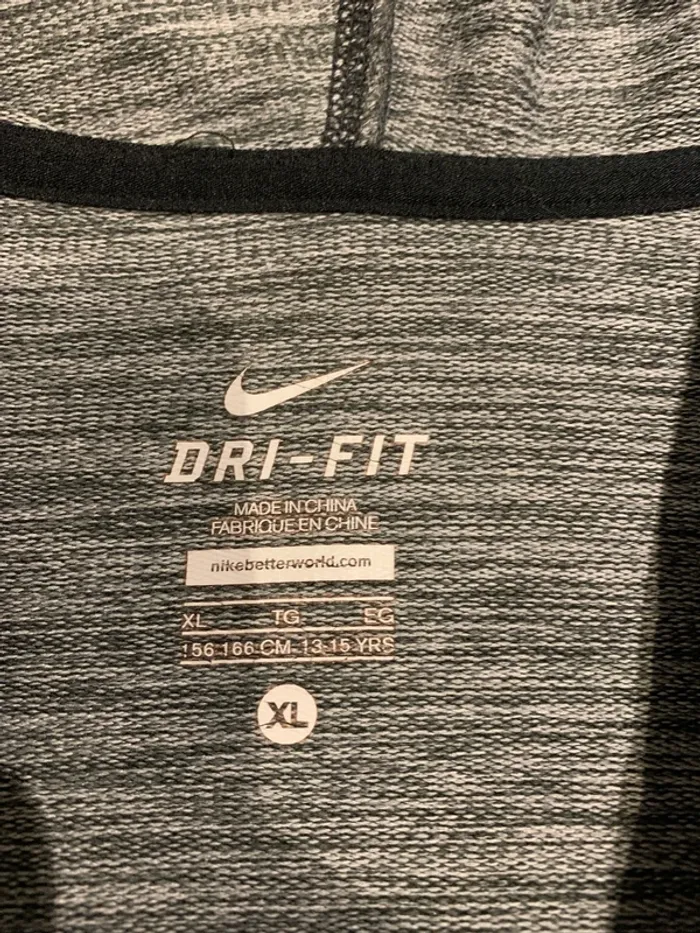 DRI-FIT
MADE IN CHINA
FABRIQUE EN CHINE
nikebetterworld.com
XL TG EG
156-166 CM 13-15 YRS
XL